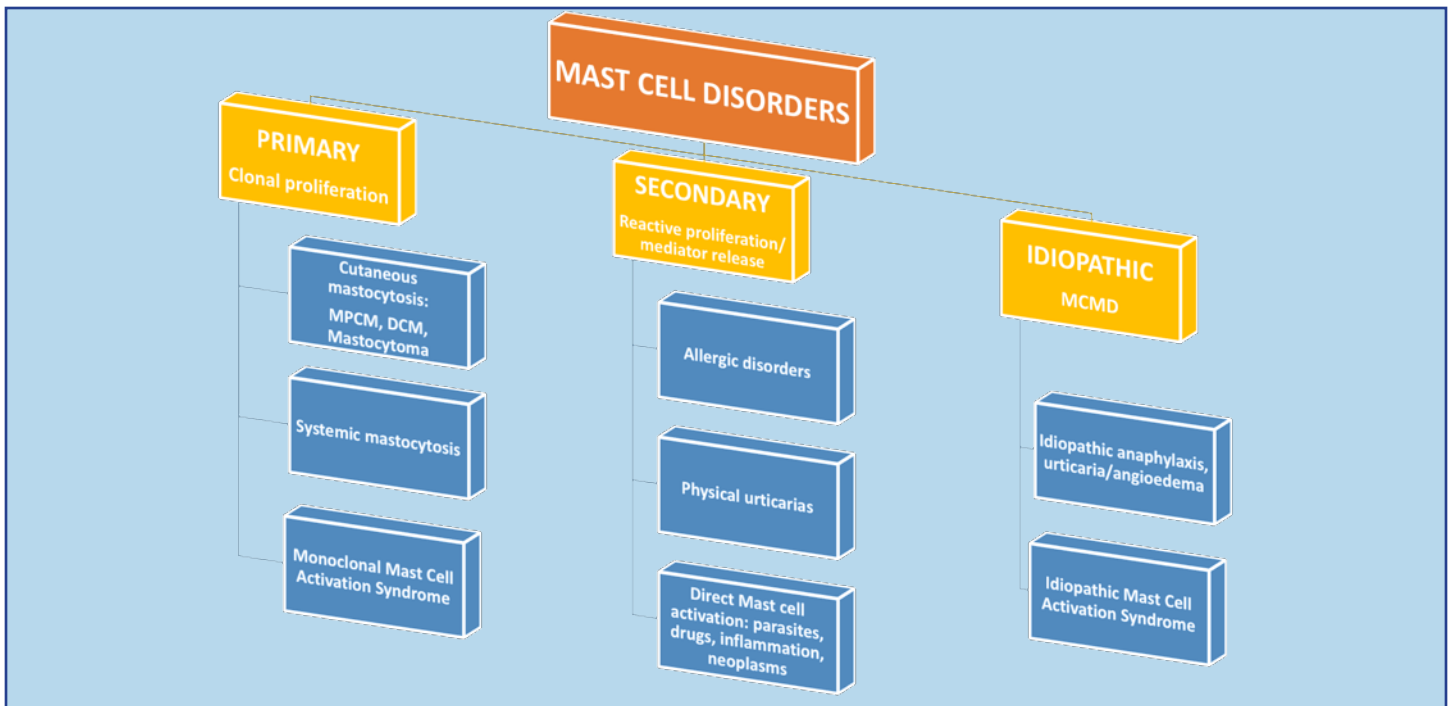 MAST CELL DISORDERS
PRIMARY
Clonal proliferation
Cutaneous
mastocytosis:
MPCM, DCM,
Mastocytoma
Systemic mastocytosis
Monoclonal Mast Cell
Activation Syndrome
SECONDARY
Reactive proliferation/
mediator release
Allergic disorders
Physical urticarias
Direct Mast cell
activation: parasites,
drugs, inflammation,
neoplasms
IDIOPATHIC
MCMD
Idiopathic anaphylaxis,
urticaria/angioedema
Idiopathic Mast Cell
Activation Syndrome